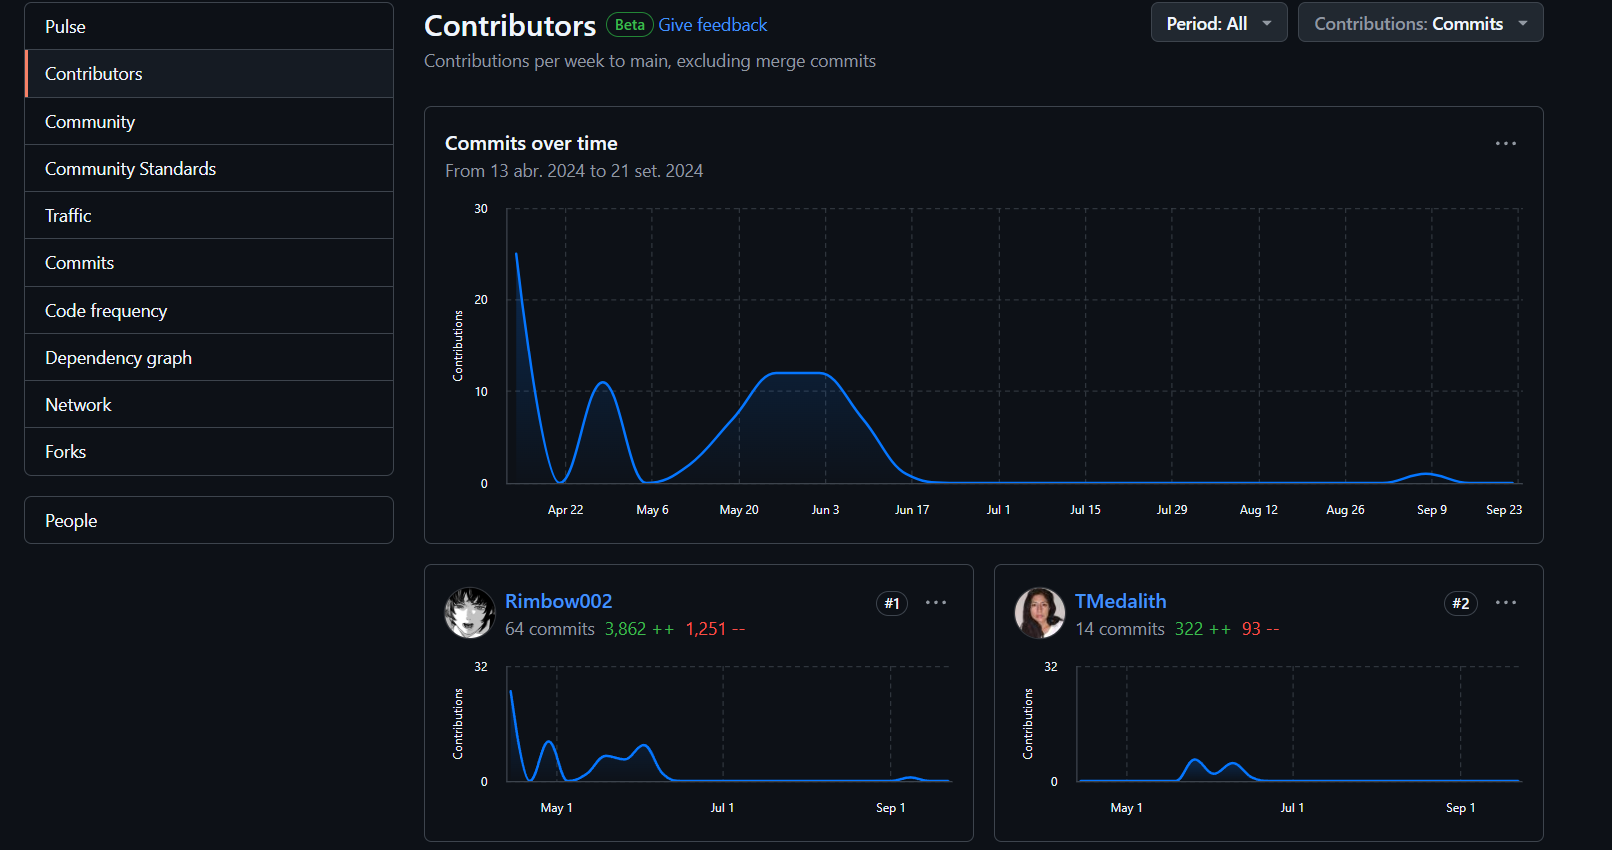 Pulse
Contributors
Community
Community Standards
Traffic
Commits
Code frequency
Dependency graph
Network
Forks
People
Contributors Beta Give feedback
Period: All
Contributions: Commits
Contributions per week to main, excluding merge commits
Commits over time
From 13 abr. 2024 to 21 set. 2024
30
20
10
0
Contributions
Apr 22 May 6 May 20 Jun 3 Jun 17 Jul 1 Jul 15 Jul 29 Aug 12 Aug 26 Sep 9 Sep 23
Rimbow002
#1
64 commits 3,862 ++ 1,251 --
32
0
Contributions
May 1 Jul 1 Sep 1
TMedalith
#2
14 commits 322 ++ 93 --
32
0
Contributions
May 1 Jul 1 Sep 1